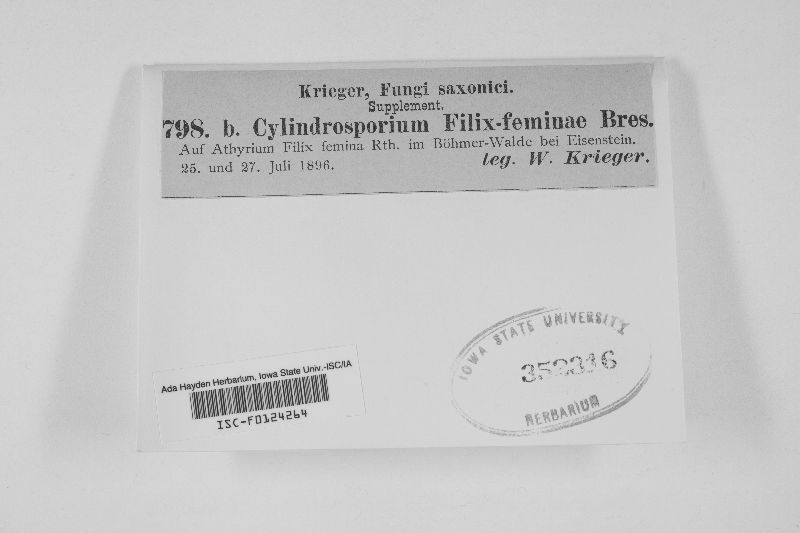 Krieger, Fungi saxonici.
Supplement.
798. b. Cylindrosporium Filix-feminae Bres.
Auf Athyrium Filix femina Rth. im Böhmer-Walde bei Eisenstein.
25. und 27. Juli 1896.
leg. W. Krieger.
IOWA STATE UNIVERSITY
352316
HERBARIUM
Ada Hayden Herbarium, Iowa State Univ.-ISC/IA
ISC-F0124264